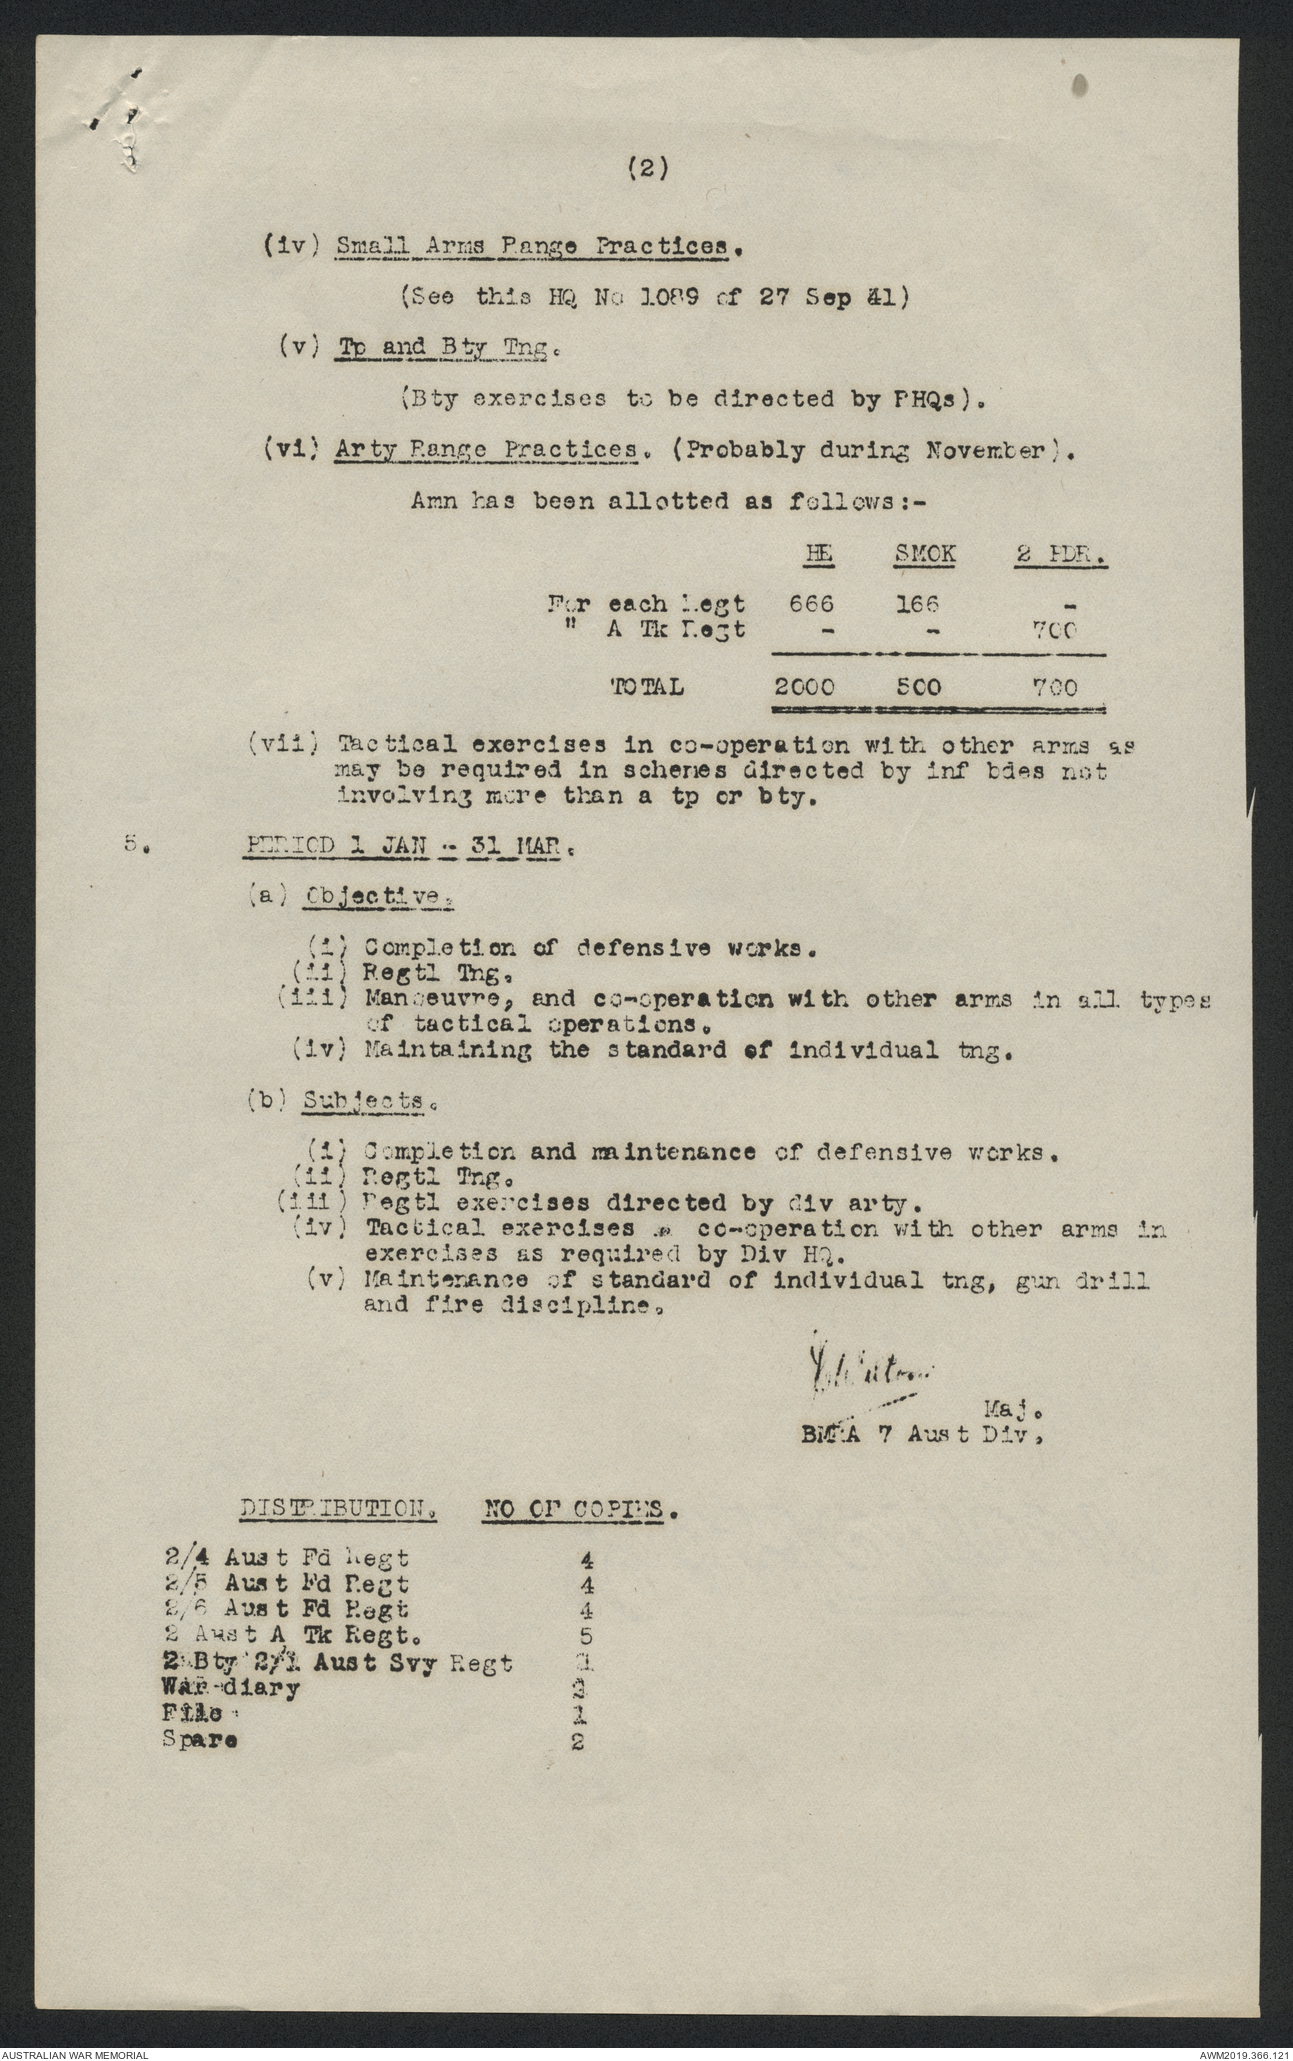 (2)
(iv) Small Arms Range Practices.
(See this HQ No 1089 of 27 Sep 41)
(v) Tp and Bty Tng.
(Bty exercises to be directed by RHQs).
(vi) Arty Range Practices. (Probably during November).
Amn has been allotted as follows:-
HE SMOK 2 PDR.
For each Regt 666 166 -
" A Tk Regt - - 700
TOTAL 2000 500 700
(vii) Tactical exercises in co-operation with other arms as
may be required in schemes directed by inf bdes not
involving more than a tp or bty.
5. PERIOD 1 JAN - 31 MAR.
(a) Objective.
(i) Completion of defensive works.
(ii) Regtl Tng.
(iii) Manoeuvre, and co-operation with other arms in all types
of tactical operations.
(iv) Maintaining the standard of individual tng.
(b) Subjects.
(i) Completion and maintenance of defensive works.
(ii) Regtl Tng.
(iii) Regtl exercises directed by div arty.
(iv) Tactical exercises co-operation with other arms in
exercises as required by Div HQ.
(v) Maintenance of standard of individual tng, gun drill
and fire discipline.
Maj.
BMRA 7 Aust Div.
DISTRIBUTION. NO OF COPIES.
2/4 Aust Fd Regt 4
2/5 Aust Fd Regt 4
2/6 Aust Fd Regt 4
2 Aust A Tk Regt. 5
2 Bty 2/1 Aust Svy Regt
War diary
File 1
Spare 2
AUSTRALIAN WAR MEMORIAL
AWM2019.366.121